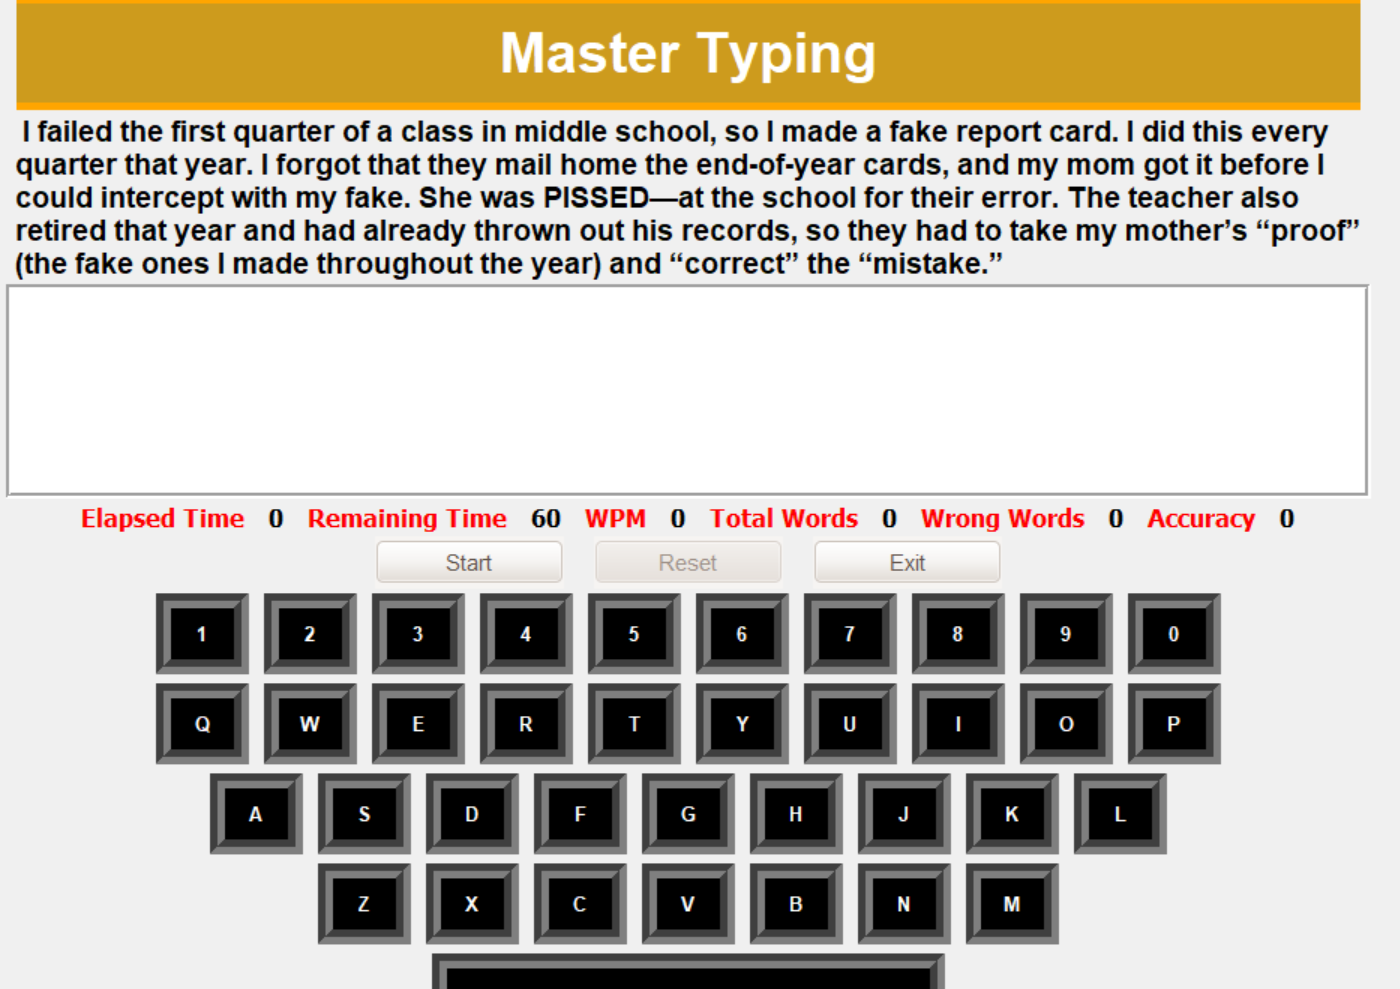 Master Typing
I failed the first quarter of a class in middle school, so I made a fake report card. I did this every
quarter that year. I forgot that they mail home the end-of-year cards, and my mom got it before I
could intercept with my fake. She was PISSED—at the school for their error. The teacher also
retired that year and had already thrown out his records, so they had to take my mother’s “proof”
(the fake ones I made throughout the year) and “correct” the “mistake.”
Elapsed Time 0 Remaining Time 60 WPM 0 Total Words 0 Wrong Words 0 Accuracy 0
Start Reset Exit
1 2 3 4 5 6 7 8 9 0
Q W E R T Y U I O P
A S D F G H J K L
Z X C V B N M